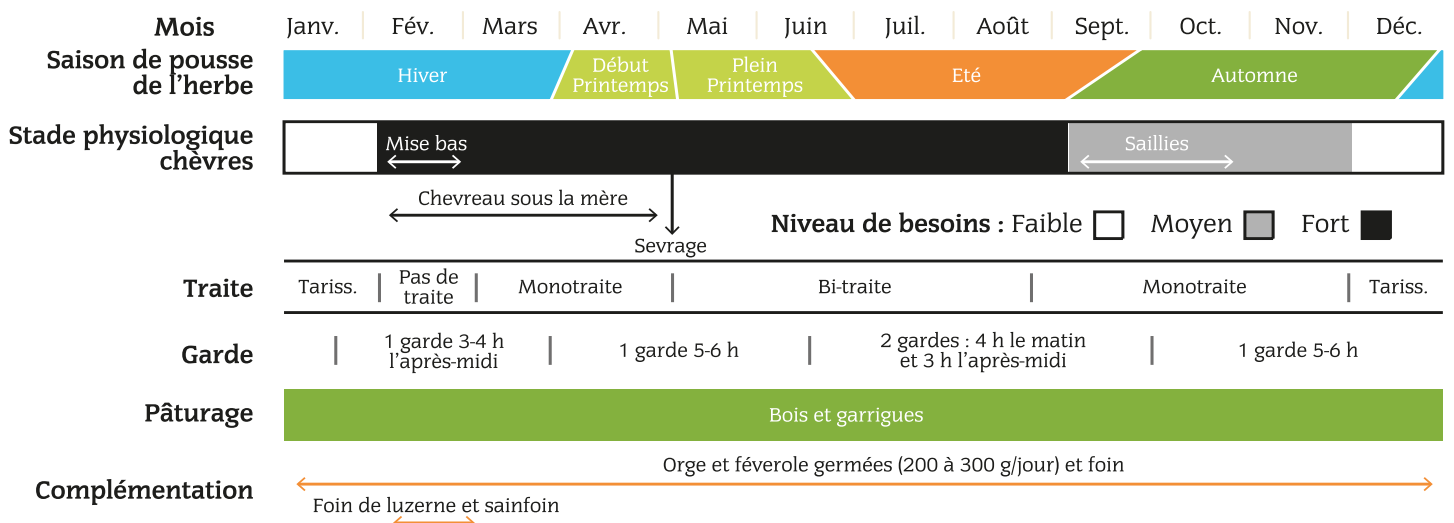 Mois Janv. Fév. Mars Avr. Mai Juin Juil. Août Sept. Oct. Nov. Déc.
Saison de pousse
de l'herbe
Hiver
Début
Printemps
Plein
Printemps
Eté
Automne
Stade physiologique
chèvres
Mise bas
Saillies
Chevreau sous la mère
Sevrage
Niveau de besoins : Faible Moyen Fort
Traite
Tariss.
Pas de
traite
Monotraite
Bi-traite
Monotraite
Tariss.
Garde
1 garde 3-4 h
l'après-midi
1 garde 5-6 h
2 gardes : 4 h le matin
et 3 h l'après-midi
1 garde 5-6 h
Pâturage
Bois et garrigues
Complémentation
Orge et féverole germées (200 à 300 g/jour) et foin
Foin de luzerne et sainfoin